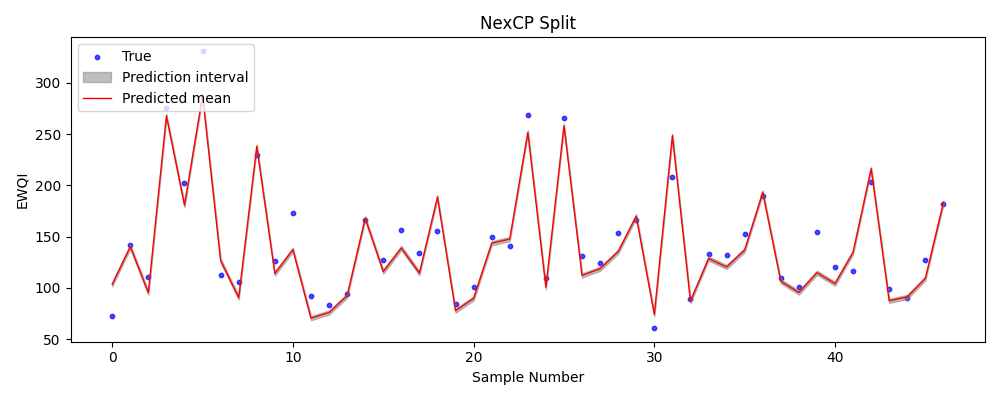 NexCP Split
True
Prediction interval
Predicted mean
300
250
200
150
100
50
EWQI
0 10 20 30 40
Sample Number